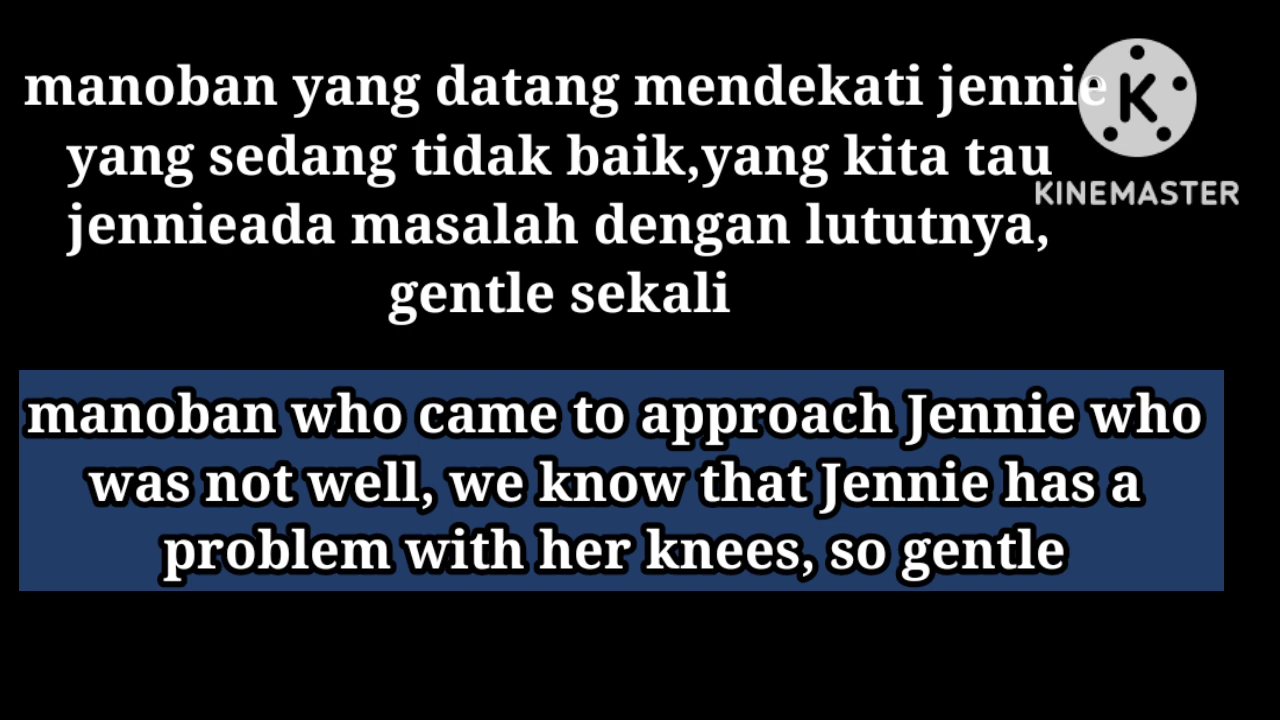 manoban yang datang mendekati jennie
yang sedang tidak baik,yang kita tau
jennieada masalah dengan lututnya,
gentle sekali
K
KINEMASTER
manoban who came to approach Jennie who
was not well, we know that Jennie has a
problem with her knees, so gentle